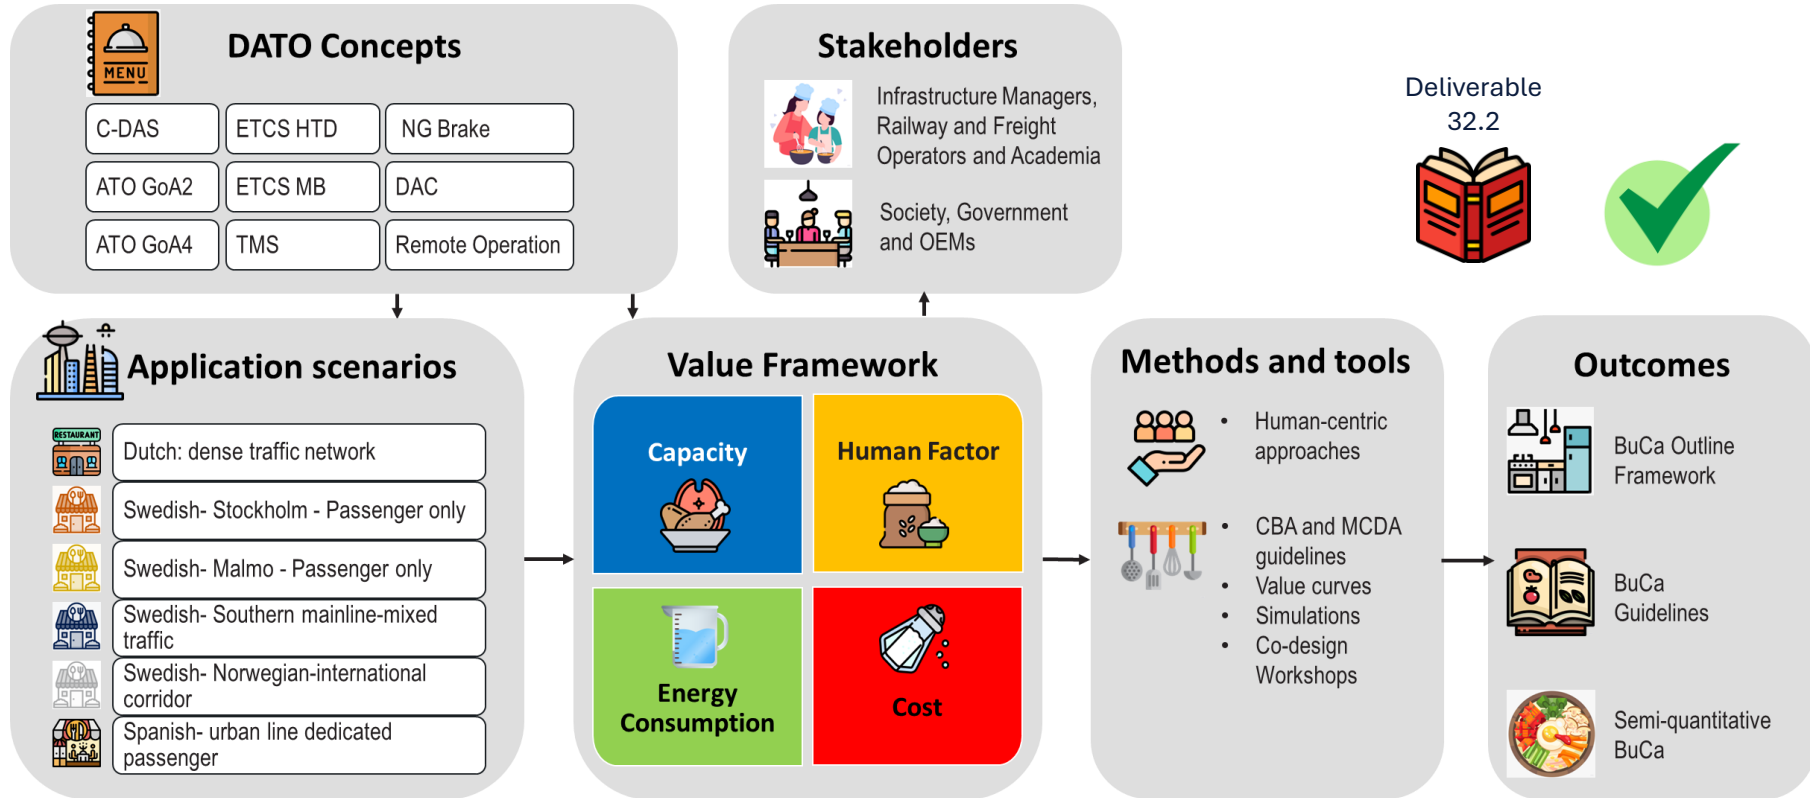 MENU
DATO Concepts
C-DAS
ETCS HTD
NG Brake
ATO GoA2
ETCS MB
DAC
ATO GoA4
TMS
Remote Operation
Stakeholders
Infrastructure Managers,
Railway and Freight
Operators and Academia
Society, Government
and OEMs
Deliverable
32.2
Application scenarios
RESTAURANT
Dutch: dense traffic network
Swedish- Stockholm - Passenger only
Swedish- Malmo - Passenger only
Swedish- Southern mainline-mixed
traffic
Swedish- Norwegian-international
corridor
Spanish- urban line dedicated
passenger
Value Framework
Capacity
Human Factor
Energy
Consumption
Cost
Methods and tools
• Human-centric
approaches
• CBA and MCDA
guidelines
• Value curves
• Simulations
• Co-design
Workshops
Outcomes
BuCa Outline
Framework
BuCa
Guidelines
Semi-quantitative
BuCa